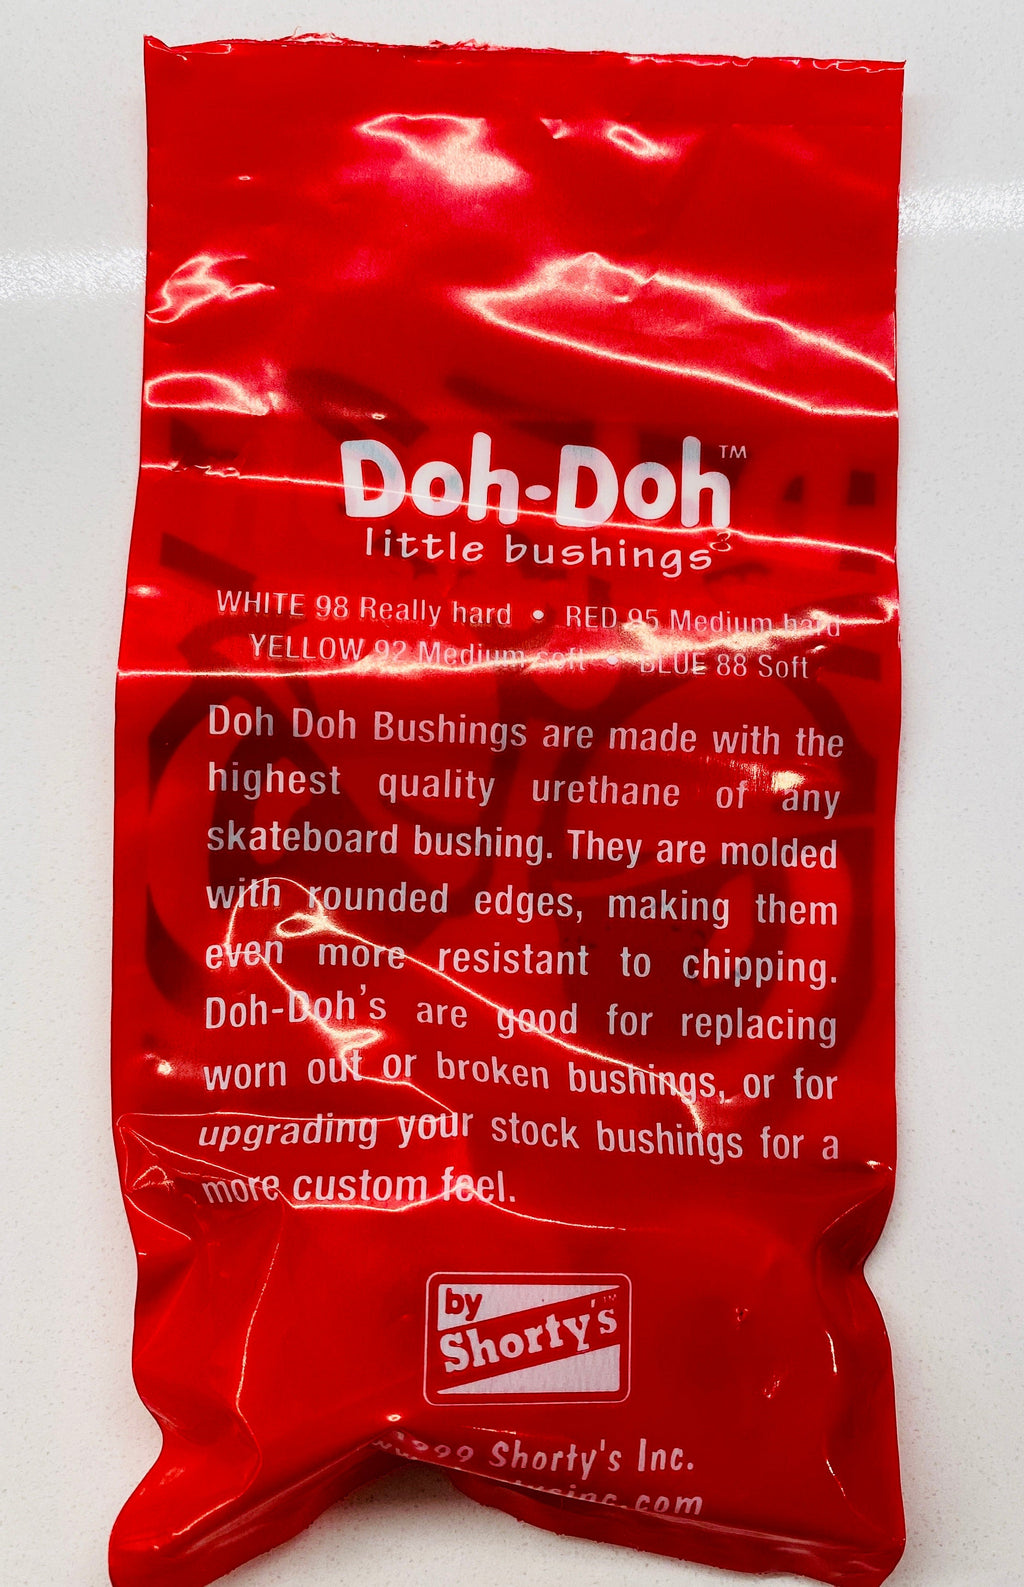 Doh-Doh™
little bushings
WHITE 98 Really hard • RED 95 Medium hard
YELLOW 92 Medium soft • BLUE 88 Soft
Doh Doh Bushings are made with the
highest quality urethane of any
skateboard bushing. They are molded
with rounded edges, making them
even more resistant to chipping.
Doh-Doh's are good for replacing
worn out or broken bushings, or for
upgrading your stock bushings for a
more custom feel.
by
Shorty's™
1999 Shorty's Inc.